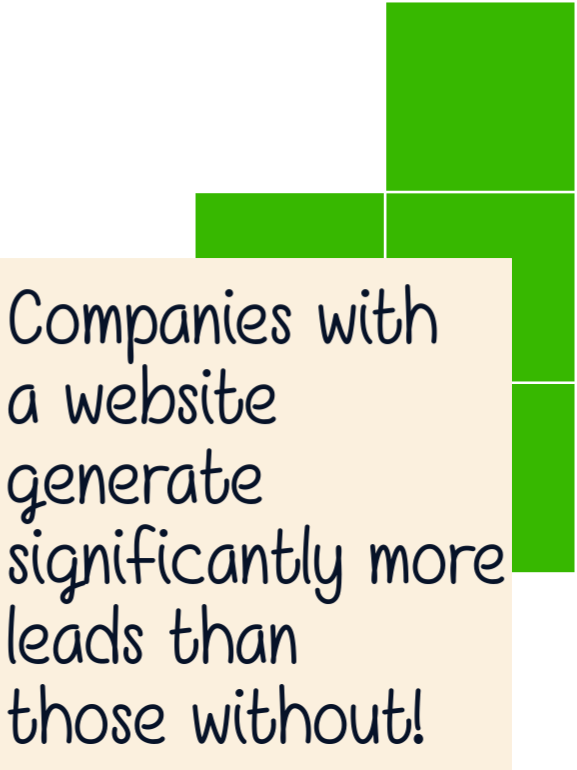 Companies with
a website
generate
significantly more
leads than
those without!